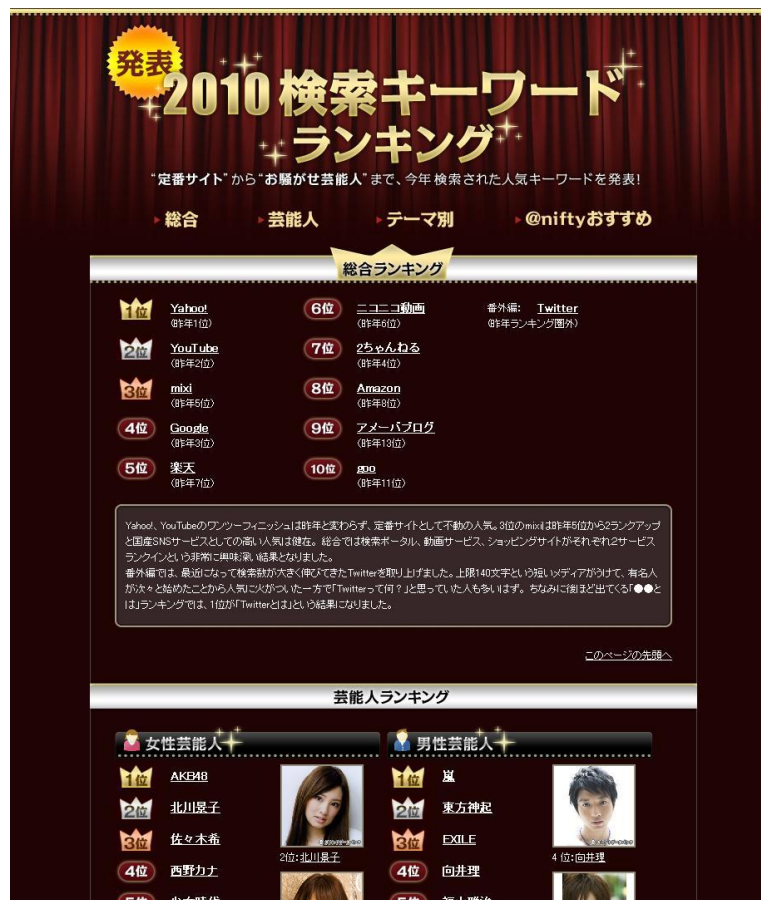 発表
2010 検索キーワード
ランキング
“定番サイト”から“お騒がせ芸能人”まで、今年検索された人気キーワードを発表!
総合 芸能人 テーマ別 @niftyおすすめ
総合ランキング
1位 Yahoo!
(昨年1位)
2位 YouTube
(昨年2位)
3位 mixi
(昨年5位)
4位 Google
(昨年3位)
5位 楽天
(昨年7位)
6位 ニコニコ動画
(昨年6位)
7位 2ちゃんねる
(昨年4位)
8位 Amazon
(昨年8位)
9位 アメーバブログ
(昨年13位)
10位 goo
(昨年11位)
番外編: Twitter
(昨年ランキング圏外)
Yahoo!、YouTubeのワンツーフィニッシュは昨年と変わらず、定番サイトとして不動の人気。3位のmixiは昨年5位から2ランクアップ
と国産SNSサービスとしての高い人気は健在。総合では検索ポータル、動画サービス、ショッピングサイトがそれぞれ2サービス
ランクインという非常に興味深い結果となりました。
番外編では、最近になって検索数が大きく伸びてきたTwitterを取り上げました。上限140文字という短いメディアがうけて、有名人
が次々と始めたことから人気に火がついた一方で「Twitterって何？」と思っていた人も多いはず。ちなみに後ほど出てくる「●●と
は」ランキングでは、1位が「Twitterとは」という結果になりました。
このページの先頭へ
芸能人ランキング
女性芸能人
1位 AKB48
2位 北川景子
3位 佐々木希
4位 西野カナ
5位 少女時代
2位:北川景子
男性芸能人
1位 嵐
2位 東方神起
3位 EXILE
4位 向井理
5位 福山雅治
4位:向井理